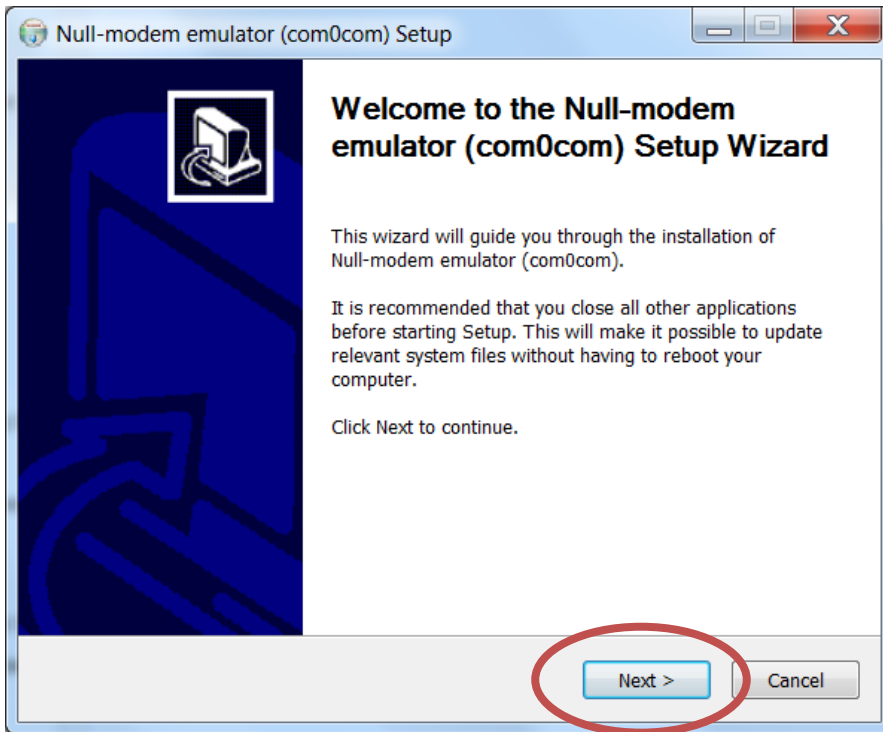 Null-modem emulator (com0com) Setup
Welcome to the Null-modem
emulator (com0com) Setup Wizard
This wizard will guide you through the installation of
Null-modem emulator (com0com).
It is recommended that you close all other applications
before starting Setup. This will make it possible to update
relevant system files without having to reboot your
computer.
Click Next to continue.
Next >
Cancel